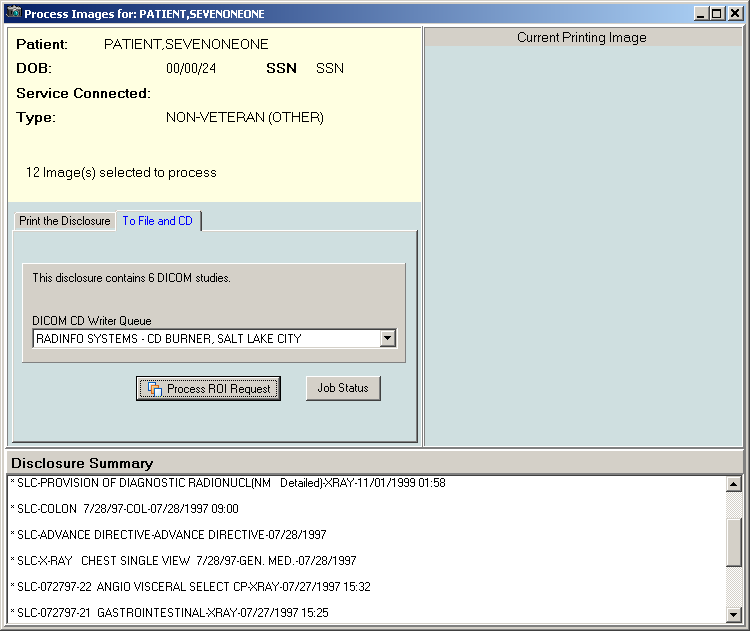 Process Images for: PATIENT,SEVENONEONE
Patient: PATIENT,SEVENONEONE
DOB: 00/00/24 SSN SSN
Service Connected:
Type: NON-VETERAN (OTHER)
12 Image(s) selected to process
Current Printing Image
Print the Disclosure To File and CD
This disclosure contains 6 DICOM studies.
DICOM CD Writer Queue
RADINFO SYSTEMS - CD BURNER, SALT LAKE CITY
Process ROI Request Job Status
Disclosure Summary
* SLC-PROVISION OF DIAGNOSTIC RADIONUCL(NM Detailed)-XRAY-11/01/1999 01:58
* SLC-COLON 7/28/97-COL-07/28/1997 09:00
* SLC-ADVANCE DIRECTIVE-ADVANCE DIRECTIVE-07/28/1997
* SLC-X-RAY CHEST SINGLE VIEW 7/28/97-GEN. MED.-07/28/1997
* SLC-072797-22 ANGIO VISCERAL SELECT CP-XRAY-07/27/1997 15:32
* SLC-072797-21 GASTROINTESTINAL-XRAY-07/27/1997 15:25